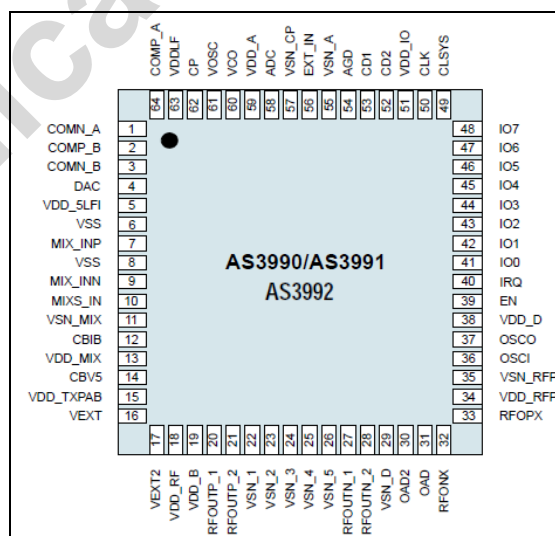 COMP_A
VDDLF
CP
VOSC
VCO
VDD_A
ADC
VSN_CP
EXT_IN
VSN_A
AGD
CD1
CD2
VDD_IO
CLK
CLSYS
64 63 62 61 60 59 58 57 56 55 54 53 52 51 50 49
COMN_A 1
COMP_B 2
COMN_B 3
DAC 4
VDD_5LFI 5
VSS 6
MIX_INP 7
VSS 8
MIX_INN 9
MIXS_IN 10
VSN_MIX 11
CBIB 12
VDD_MIX 13
CBV5 14
VDD_TXPAB 15
VEXT 16
AS3990/AS3991
AS3992
48 IO7
47 IO6
46 IO5
45 IO4
44 IO3
43 IO2
42 IO1
41 IO0
40 IRQ
39 EN
38 VDD_D
37 OSCO
36 OSCI
35 VSN_RFP
34 VDD_RFP
33 RFOPX
17 18 19 20 21 22 23 24 25 26 27 28 29 30 31 32
VEXT2
VDD_RF
VDD_B
RFOUTP_1
RFOUTP_2
VSN_1
VSN_2
VSN_3
VSN_4
VSN_5
RFOUTN_1
RFOUTN_2
VSN_D
OAD2
OAD
RFONX